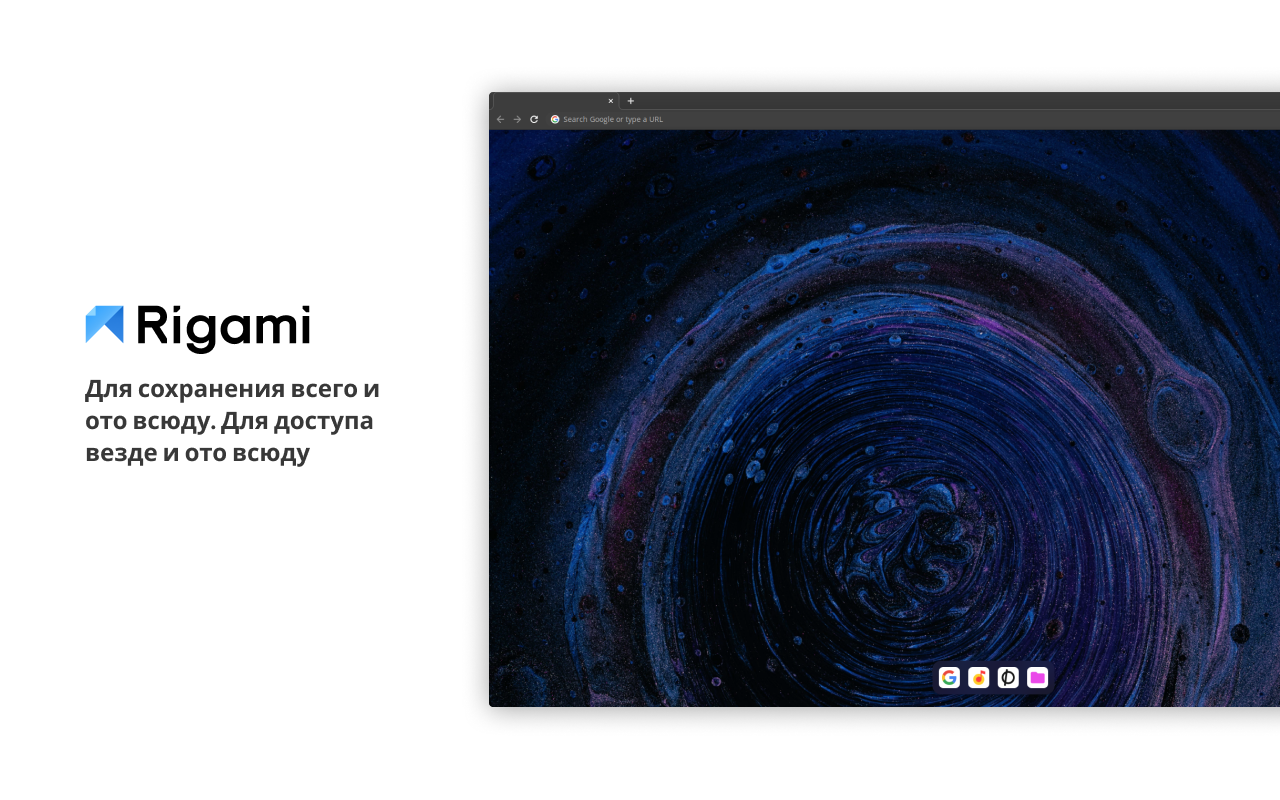 Rigami
Для сохранения всего и
ото всюду. Для доступа
везде и ото всюду
Search Google or type a URL